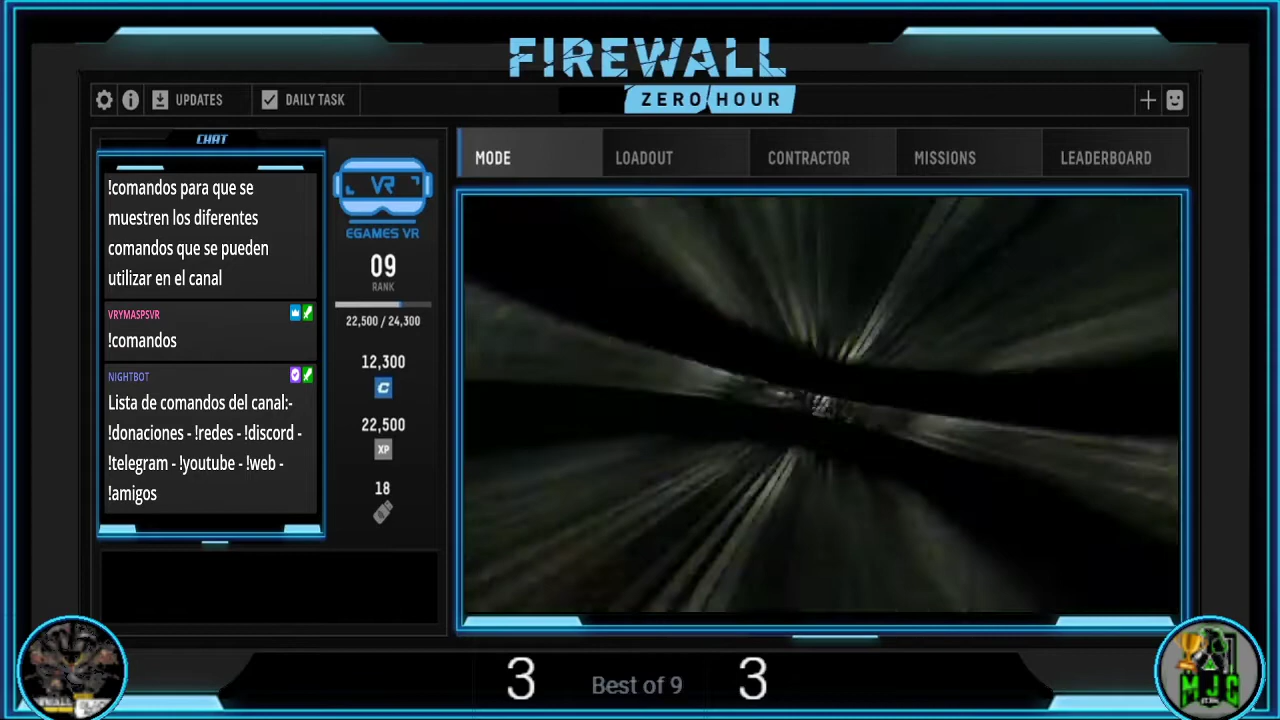 FIREWALL
ZERO HOUR
UPDATES
DAILY TASK
CHAT
!comandos para que se
muestren los diferentes
comandos que se pueden
utilizar en el canal
VRYMASPSVR
!comandos
NIGHTBOT
Lista de comandos del canal:-
!donaciones - !redes - !discord -
!telegram - !youtube - !web -
!amigos
VR
EGAMES VR
09
RANK
22,500 / 24,300
12,300
C
22,500
XP
18
MODE
LOADOUT
CONTRACTOR
MISSIONS
LEADERBOARD
3
Best of 9
3
MJC